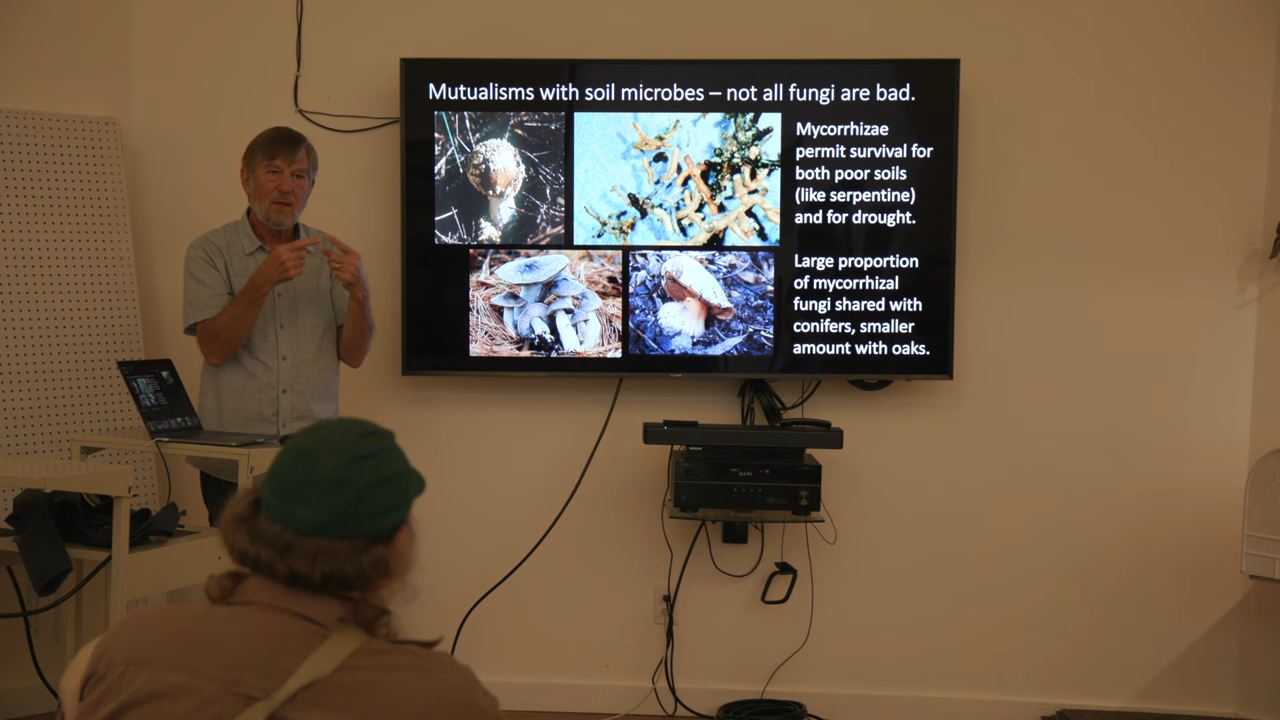 Mutualisms with soil microbes – not all fungi are bad.
Mycorrhizae
permit survival for
both poor soils
(like serpentine)
and for drought.
Large proportion
of mycorrhizal
fungi shared with
conifers, smaller
amount with oaks.